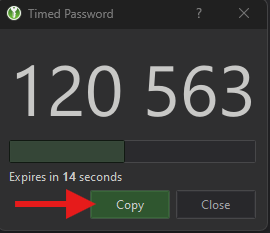 Timed Password
120 563
Expires in 14 seconds
Copy
Close